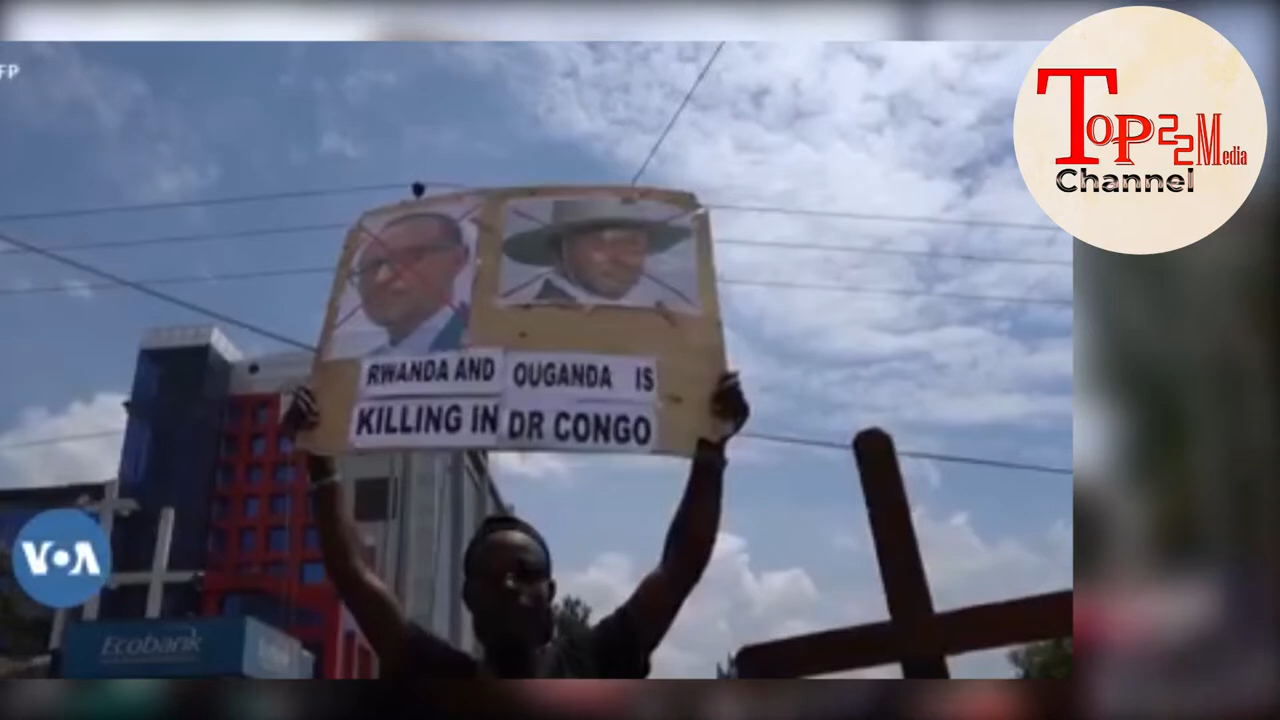 FP
TOP22Media
Channel
RWANDA AND OUGANDA IS
KILLING IN DR CONGO
VOA
Ecobank